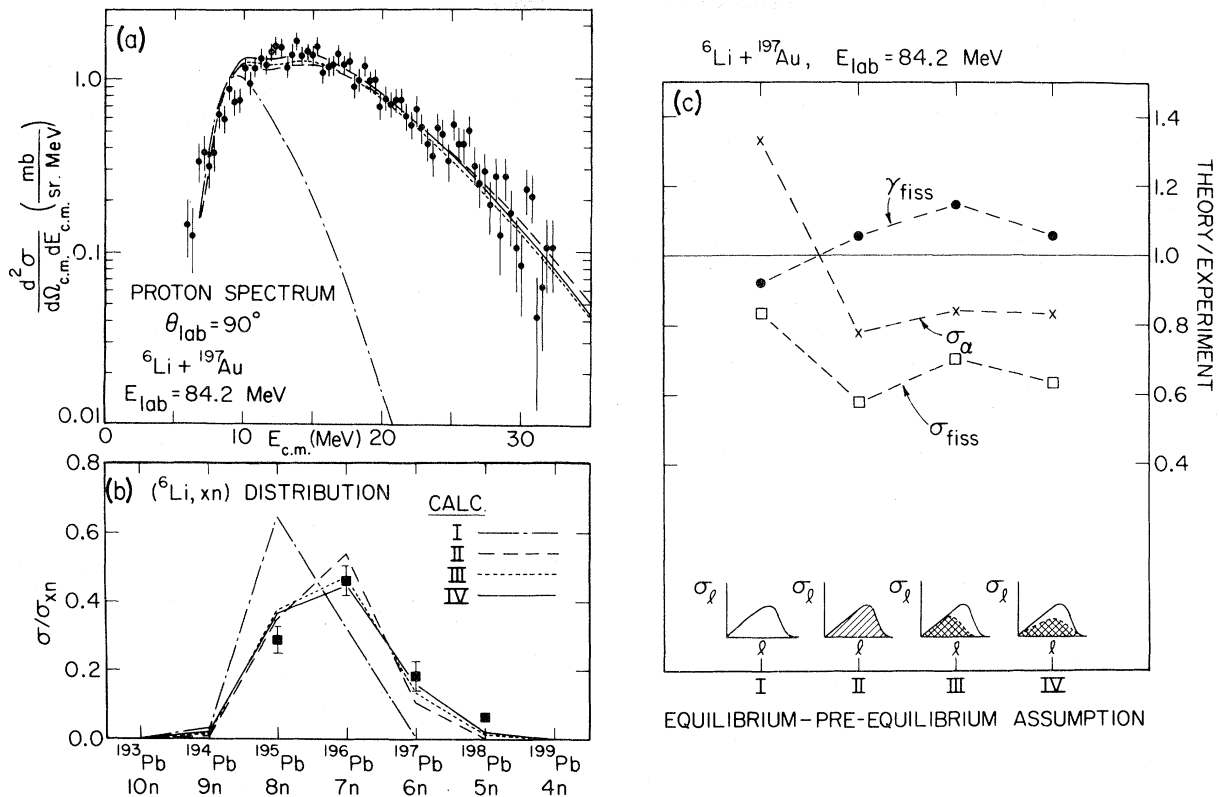 (a)
1.0
0.1
0.01
d²σ / dΩc.m. dEc.m. ( mb / sr. MeV )
PROTON SPECTRUM
θlab = 90°
⁶Li + ¹⁹⁷Au
Elab = 84.2 MeV
0 10 20 30
Ec.m. (MeV)
(b) (⁶Li, xn) DISTRIBUTION
0.8
0.6
0.4
0.2
0.0
σ/σxn
CALC.
I
II
III
IV
¹⁹³Pb ¹⁹⁴Pb ¹⁹⁵Pb ¹⁹⁶Pb ¹⁹⁷Pb ¹⁹⁸Pb ¹⁹⁹Pb
10n 9n 8n 7n 6n 5n 4n
⁶Li + ¹⁹⁷Au, Elab = 84.2 MeV
(c)
γfiss
σα
σfiss
1.4
1.2
1.0
0.8
0.6
0.4
THEORY/EXPERIMENT
σℓ σℓ σℓ σℓ
ℓ ℓ ℓ ℓ
I II III IV
EQUILIBRIUM-PRE-EQUILIBRIUM ASSUMPTION